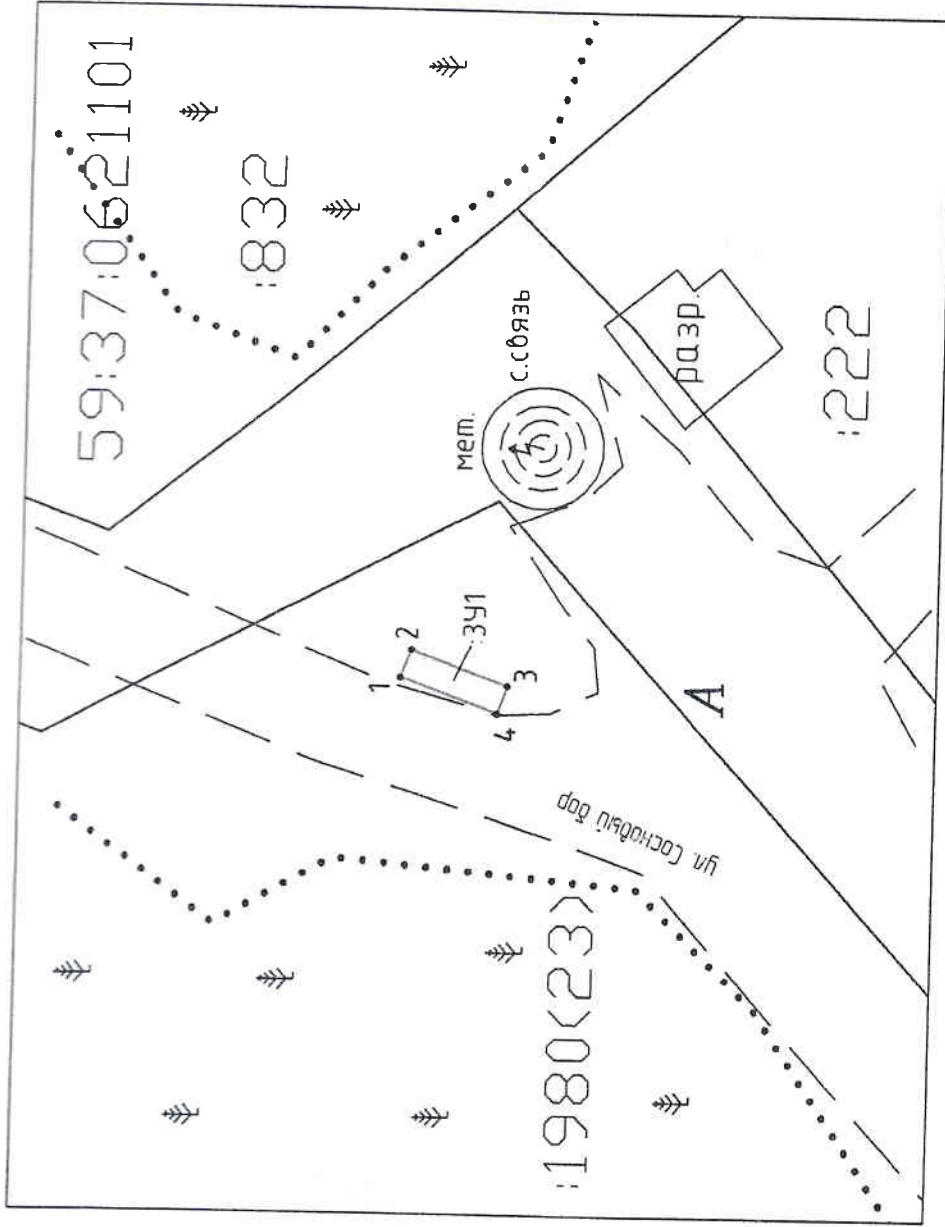 59:37:0621101
:832
мет.
с.связь
1
2
:ЗУ1
3
4
разр.
А
:222
ул. Сосновый бор
:1980(23)